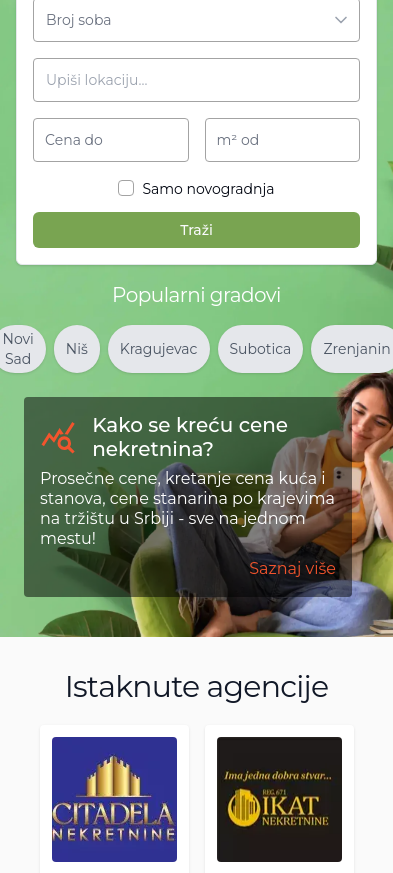 Broj soba
Upiši lokaciju...
Cena do
m² od
Samo novogradnja
Traži
Popularni gradovi
Novi
Sad
Niš
Kragujevac
Subotica
Zrenjanin
Kako se kreću cene
nekretnina?
Prosečne cene, kretanje cena kuća i
stanova, cene stanarina po krajevima
na tržištu u Srbiji - sve na jednom
mestu!
Saznaj više
Istaknute agencije
CITADELA
NEKRETNINE
Ima jedna dobra stvar...
REG. 671
IKAT
NEKRETNINE